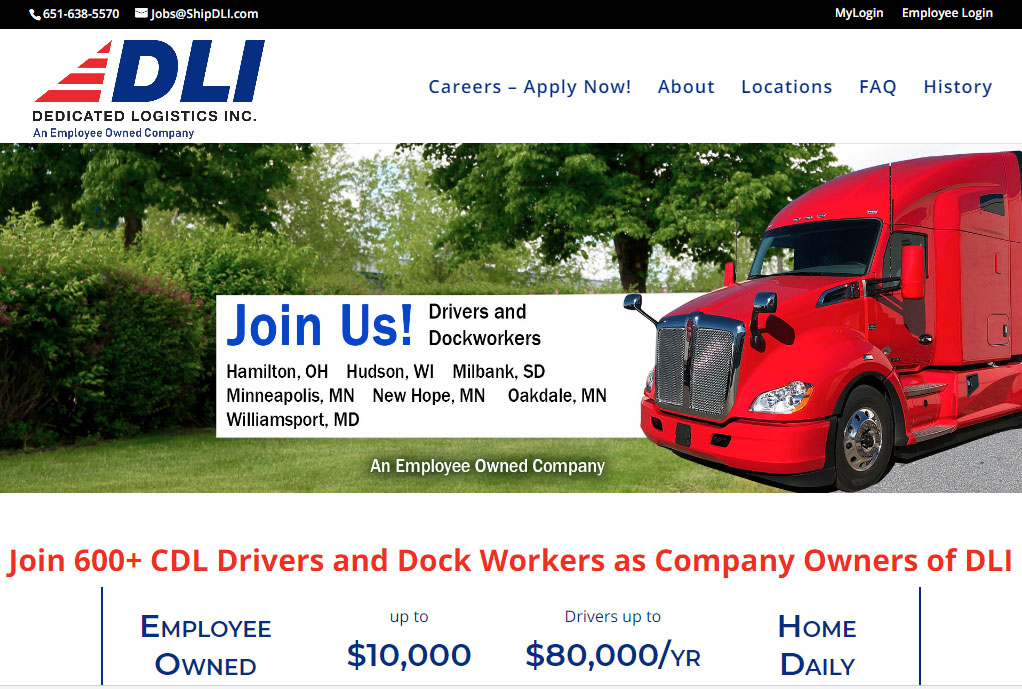 651-638-5570 Jobs@ShipDLI.com MyLogin Employee Login
DLI
DEDICATED LOGISTICS INC.
An Employee Owned Company
Careers – Apply Now! About Locations FAQ History
Join Us! Drivers and
Dockworkers
Hamilton, OH Hudson, WI Milbank, SD
Minneapolis, MN New Hope, MN Oakdale, MN
Williamsport, MD
An Employee Owned Company
Join 600+ CDL Drivers and Dock Workers as Company Owners of DLI
Employee
Owned
up to
$10,000
Drivers up to
$80,000/yr
Home
Daily